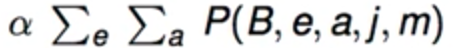 α ∑e ∑a P(B, e, a, j, m)